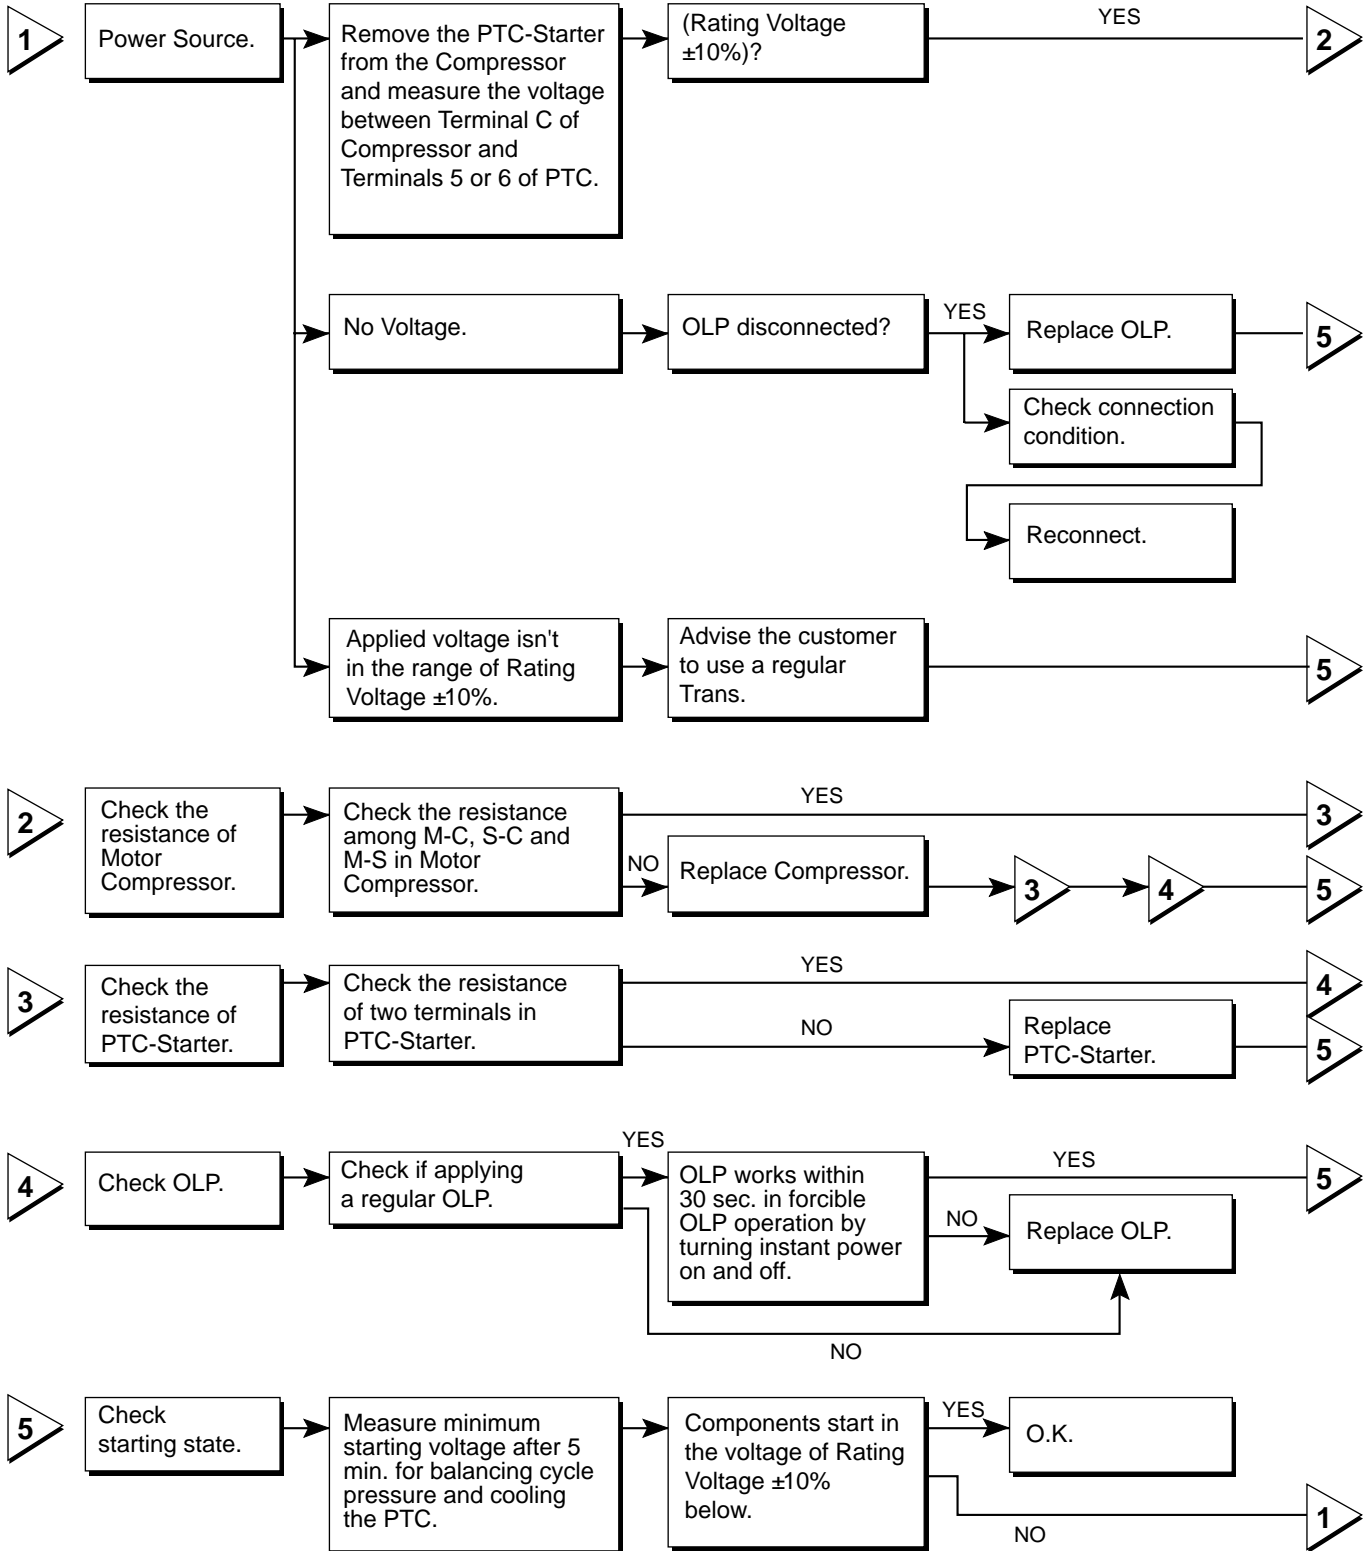 1
Power Source.
Remove the PTC-Starter
from the Compressor
and measure the voltage
between Terminal C of
Compressor and
Terminals 5 or 6 of PTC.
(Rating Voltage
±10%)?
YES
2
No Voltage.
OLP disconnected?
YES
Replace OLP.
5
Check connection
condition.
Reconnect.
Applied voltage isn't
in the range of Rating
Voltage ±10%.
Advise the customer
to use a regular
Trans.
5
2
Check the
resistance of
Motor
Compressor.
Check the resistance
among M-C, S-C and
M-S in Motor
Compressor.
YES
3
NO
Replace Compressor.
3
4
5
3
Check the
resistance of
PTC-Starter.
Check the resistance
of two terminals in
PTC-Starter.
YES
4
NO
Replace
PTC-Starter.
5
4
Check OLP.
Check if applying
a regular OLP.
YES
OLP works within
30 sec. in forcible
OLP operation by
turning instant power
on and off.
YES
5
NO
Replace OLP.
NO
5
Check
starting state.
Measure minimum
starting voltage after 5
min. for balancing cycle
pressure and cooling
the PTC.
Components start in
the voltage of Rating
Voltage ±10%
below.
YES
O.K.
NO
1